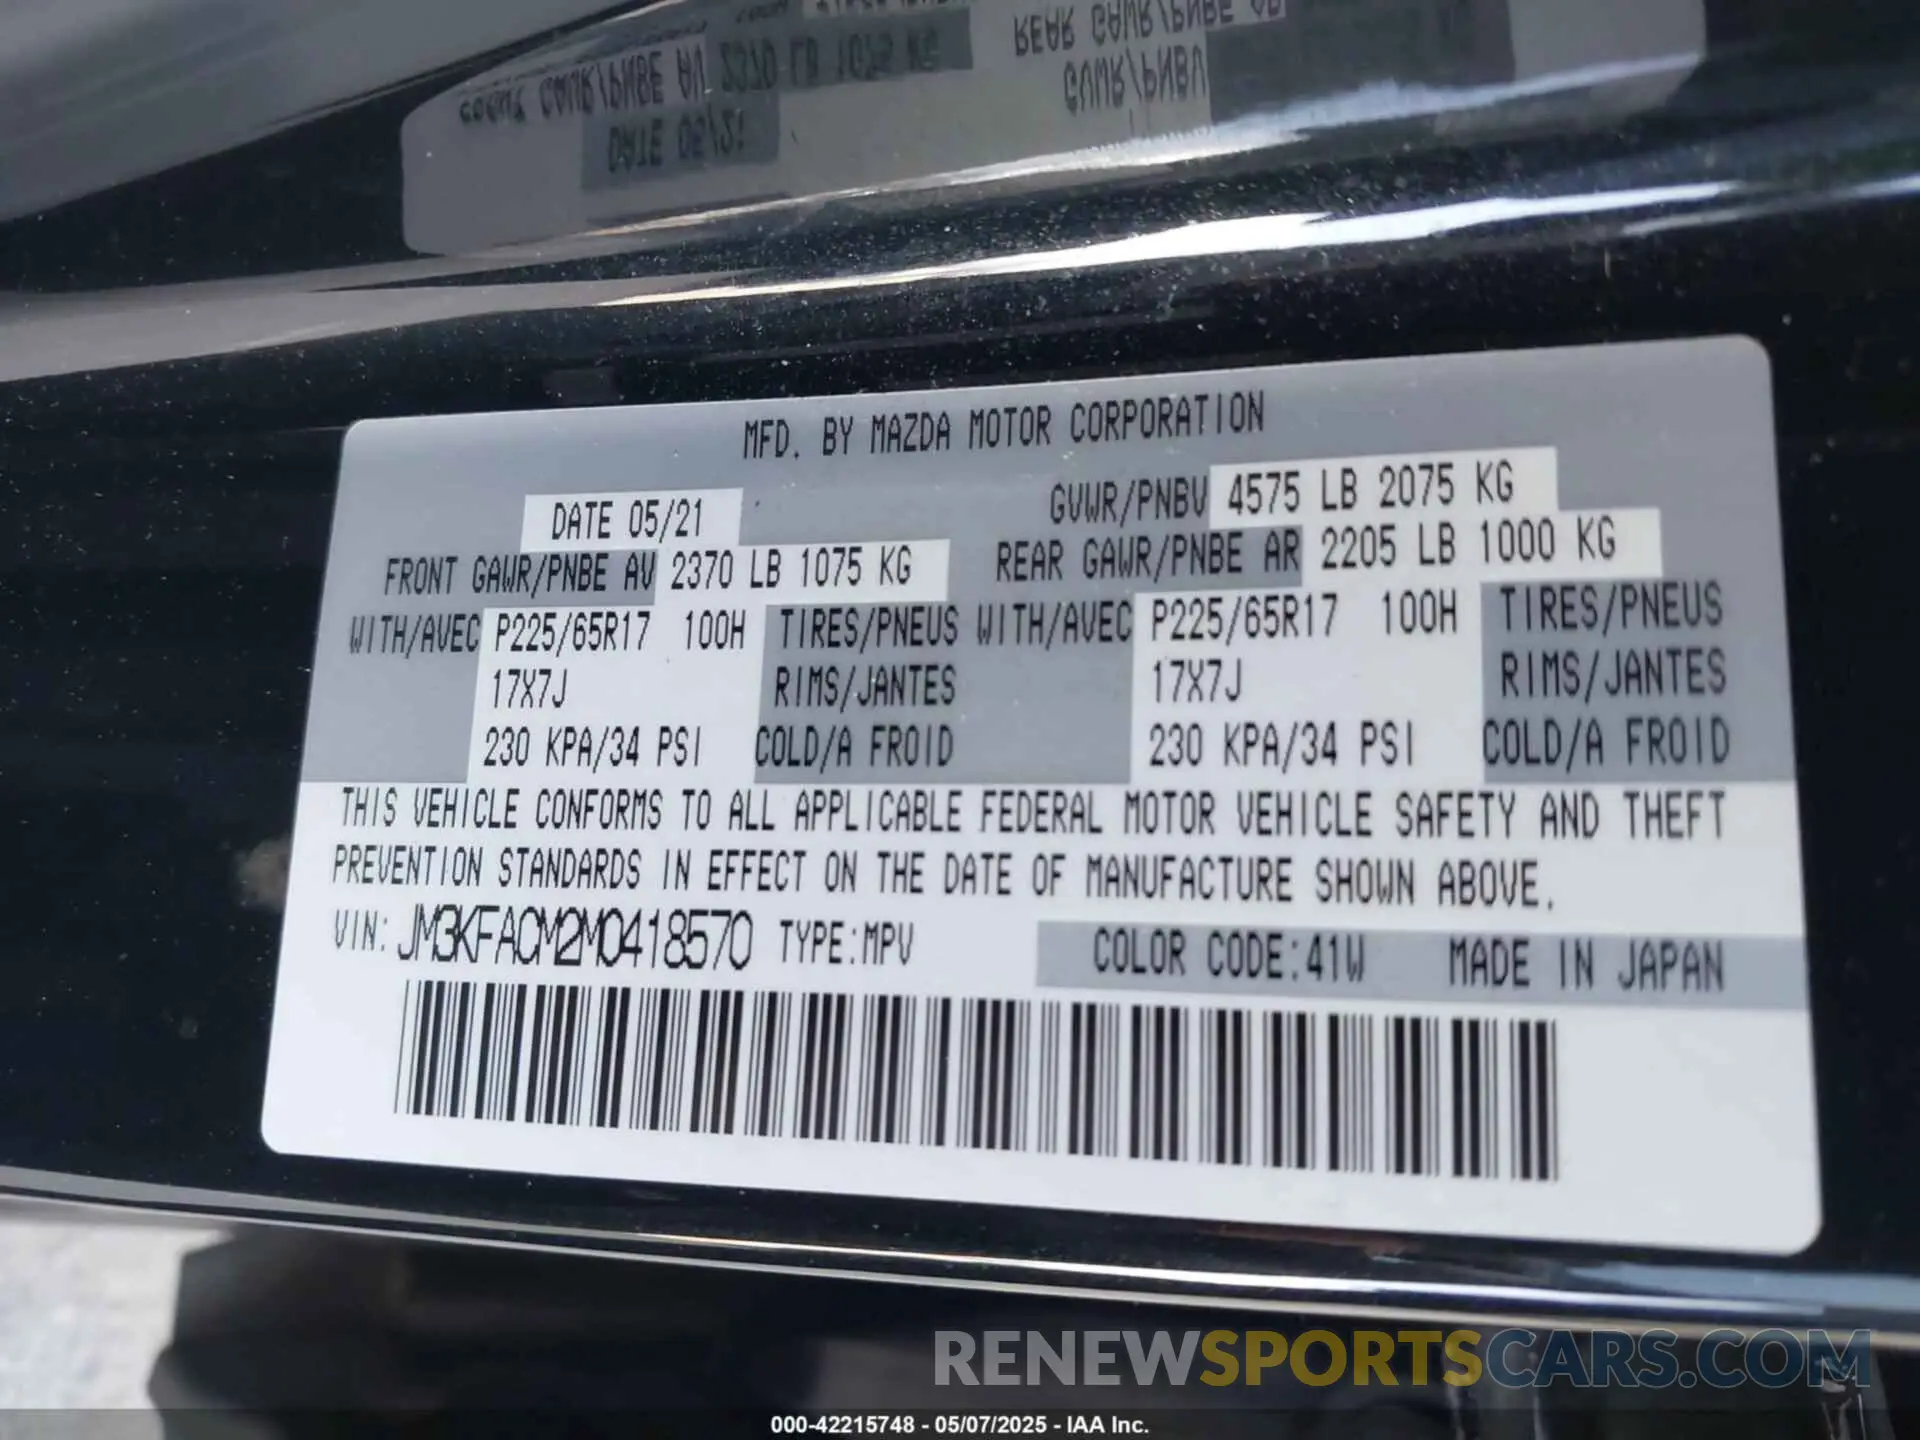 MFD. BY MAZDA MOTOR CORPORATION
DATE 05/21 GVWR/PNBV 4575 LB 2075 KG
FRONT GAWR/PNBE AV 2370 LB 1075 KG REAR GAWR/PNBE AR 2205 LB 1000 KG
WITH/AVEC P225/65R17 100H TIRES/PNEUS WITH/AVEC P225/65R17 100H TIRES/PNEUS
17X7J RIMS/JANTES 17X7J RIMS/JANTES
230 KPA/34 PSI COLD/A FROID 230 KPA/34 PSI COLD/A FROID
THIS VEHICLE CONFORMS TO ALL APPLICABLE FEDERAL MOTOR VEHICLE SAFETY AND THEFT
PREVENTION STANDARDS IN EFFECT ON THE DATE OF MANUFACTURE SHOWN ABOVE.
VIN: JM3KFACM2M0418570 TYPE:MPV COLOR CODE:41W MADE IN JAPAN
RENEWSPORTSCARS.COM
000-42215748 - 05/07/2025 - IAA Inc.